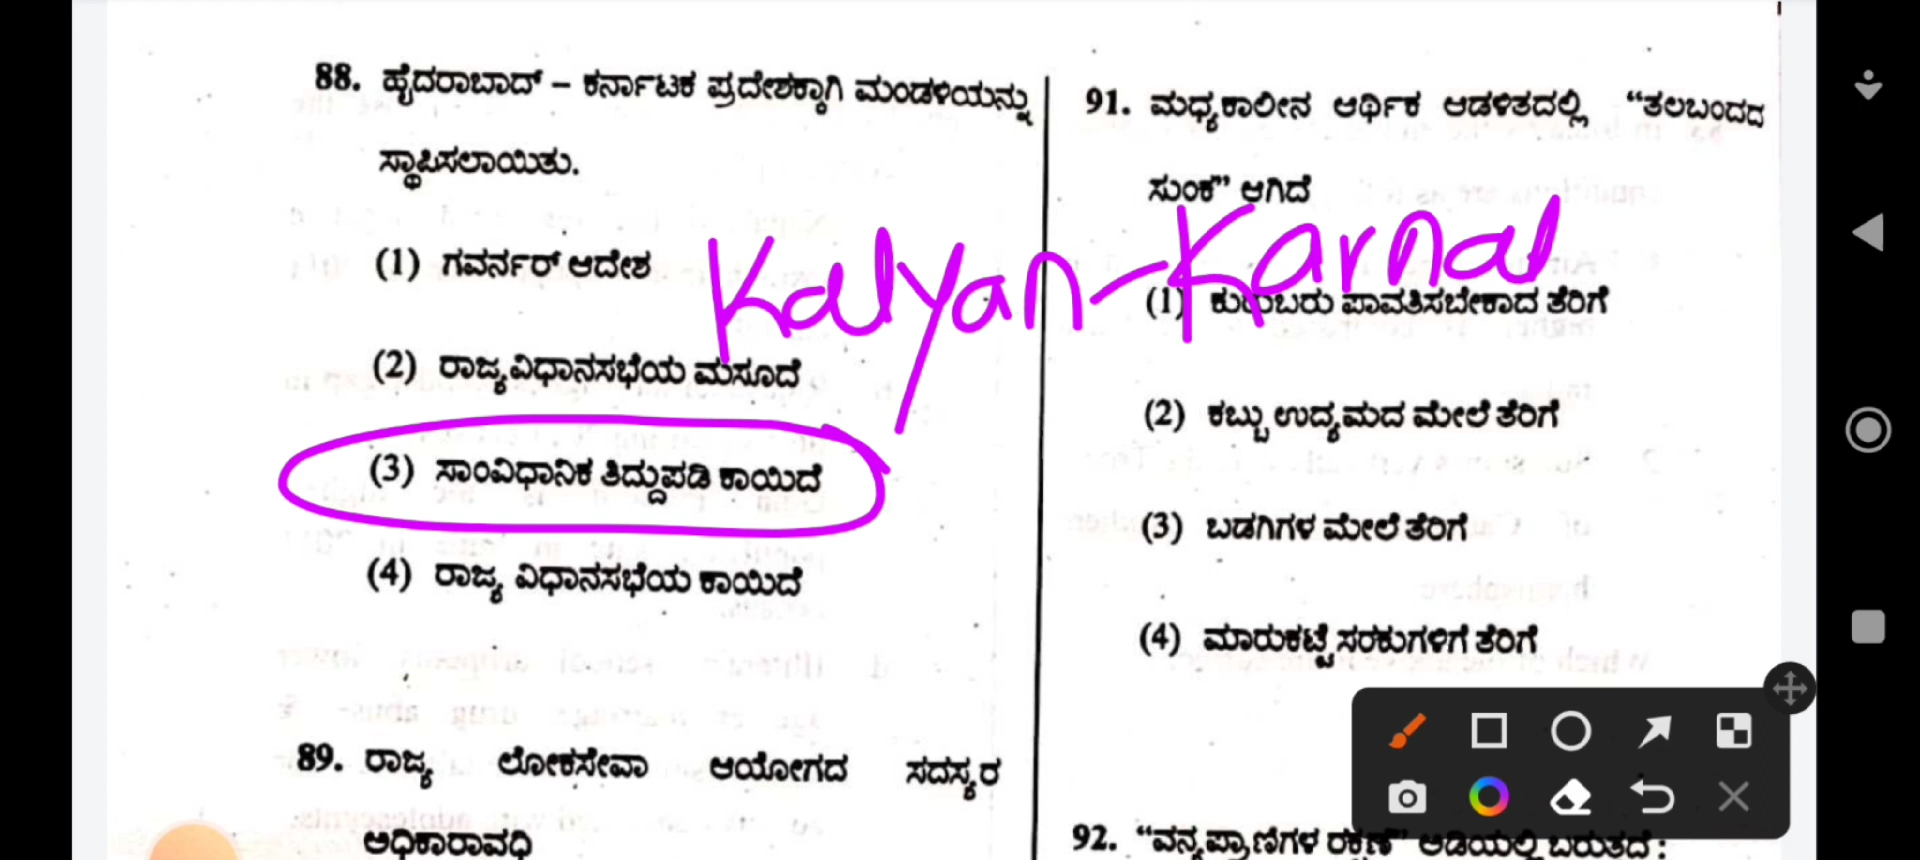 88. ಹೈದರಾಬಾದ್ – ಕರ್ನಾಟಕ ಪ್ರದೇಶಕ್ಕಾಗಿ ಮಂಡಳಿಯನ್ನು
ಸ್ಥಾಪಿಸಲಾಯಿತು.
(1) ಗವರ್ನರ್ ಆದೇಶ
Kalyan-Karnal
(2) ರಾಜ್ಯವಿಧಾನಸಭೆಯ ಮಸೂದೆ
(3) ಸಾಂವಿಧಾನಿಕ ತಿದ್ದುಪಡಿ ಕಾಯಿದೆ
(4) ರಾಜ್ಯ ವಿಧಾನಸಭೆಯ ಕಾಯಿದೆ
89. ರಾಜ್ಯ ಲೋಕಸೇವಾ ಆಯೋಗದ ಸದಸ್ಯರ
ಅಧಿಕಾರಾವಧಿ
91. ಮಧ್ಯಕಾಲೀನ ಆರ್ಥಿಕ ಆಡಳಿತದಲ್ಲಿ “ತಲಬಂದದ
ಸುಂಕ” ಆಗಿದೆ
(1) ಕುರುಬರು ಪಾವತಿಸಬೇಕಾದ ತೆರಿಗೆ
(2) ಕಬ್ಬು ಉದ್ಯಮದ ಮೇಲೆ ತೆರಿಗೆ
(3) ಬಡಗಿಗಳ ಮೇಲೆ ತೆರಿಗೆ
(4) ಮಾರುಕಟ್ಟೆ ಸರಕುಗಳಿಗೆ ತೆರಿಗೆ
92. “ವನ್ಯಪ್ರಾಣಿಗಳ ರಕ್ಷಣೆ” ಅಡಿಯಲ್ಲಿ ಬರುತ್ತದೆ :